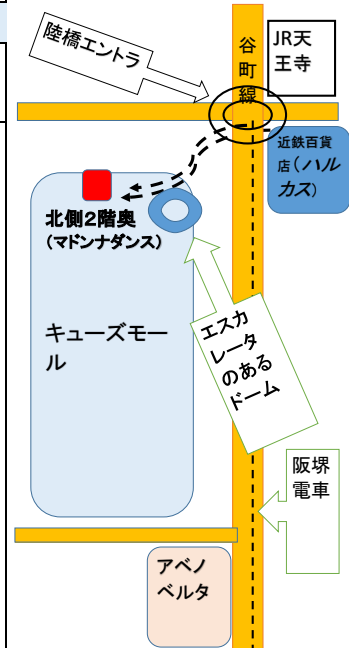 陸橋エントラ
谷
町
線
JR天
王寺
近鉄百貨
店(ハル
カス)
北側2階奥
(マドンナダンス)
キューズモー
ル
エスカ
レータ
のある
ドーム
阪堺
電車
アベノ
ベルタ